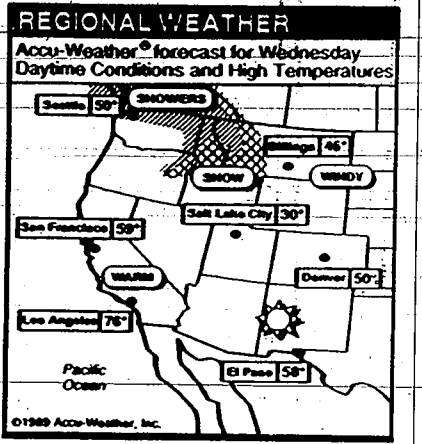 REGIONAL WEATHER
Accu-Weather® forecast for Wednesday
Daytime Conditions and High Temperatures
Seattle 50°
SHOWERS
Billings 46°
SNOW
WINDY
Salt Lake City 30°
San Francisco 59°
WARM
Denver 50°
Los Angeles 76°
El Paso 58°
Pacific
Ocean
©1989 Accu-Weather, Inc.